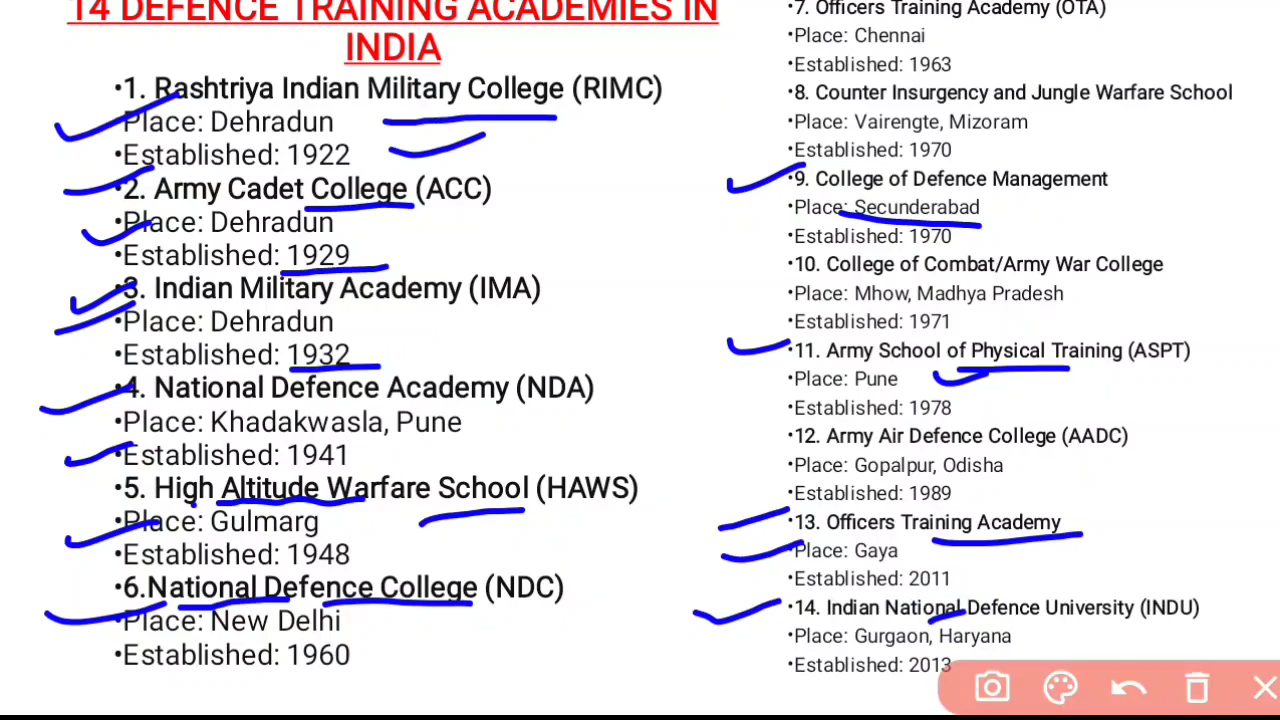 14 DEFENCE TRAINING ACADEMIES IN
INDIA
•1. Rashtriya Indian Military College (RIMC)
•Place: Dehradun
•Established: 1922
•2. Army Cadet College (ACC)
•Place: Dehradun
•Established: 1929
•3. Indian Military Academy (IMA)
•Place: Dehradun
•Established: 1932
•4. National Defence Academy (NDA)
•Place: Khadakwasla, Pune
•Established: 1941
•5. High Altitude Warfare School (HAWS)
•Place: Gulmarg
•Established: 1948
•6.National Defence College (NDC)
•Place: New Delhi
•Established: 1960
•7. Officers Training Academy (OTA)
•Place: Chennai
•Established: 1963
•8. Counter Insurgency and Jungle Warfare School
•Place: Vairengte, Mizoram
•Established: 1970
•9. College of Defence Management
•Place: Secunderabad
•Established: 1970
•10. College of Combat/Army War College
•Place: Mhow, Madhya Pradesh
•Established: 1971
•11. Army School of Physical Training (ASPT)
•Place: Pune
•Established: 1978
•12. Army Air Defence College (AADC)
•Place: Gopalpur, Odisha
•Established: 1989
•13. Officers Training Academy
•Place: Gaya
•Established: 2011
•14. Indian National Defence University (INDU)
•Place: Gurgaon, Haryana
•Established: 2013